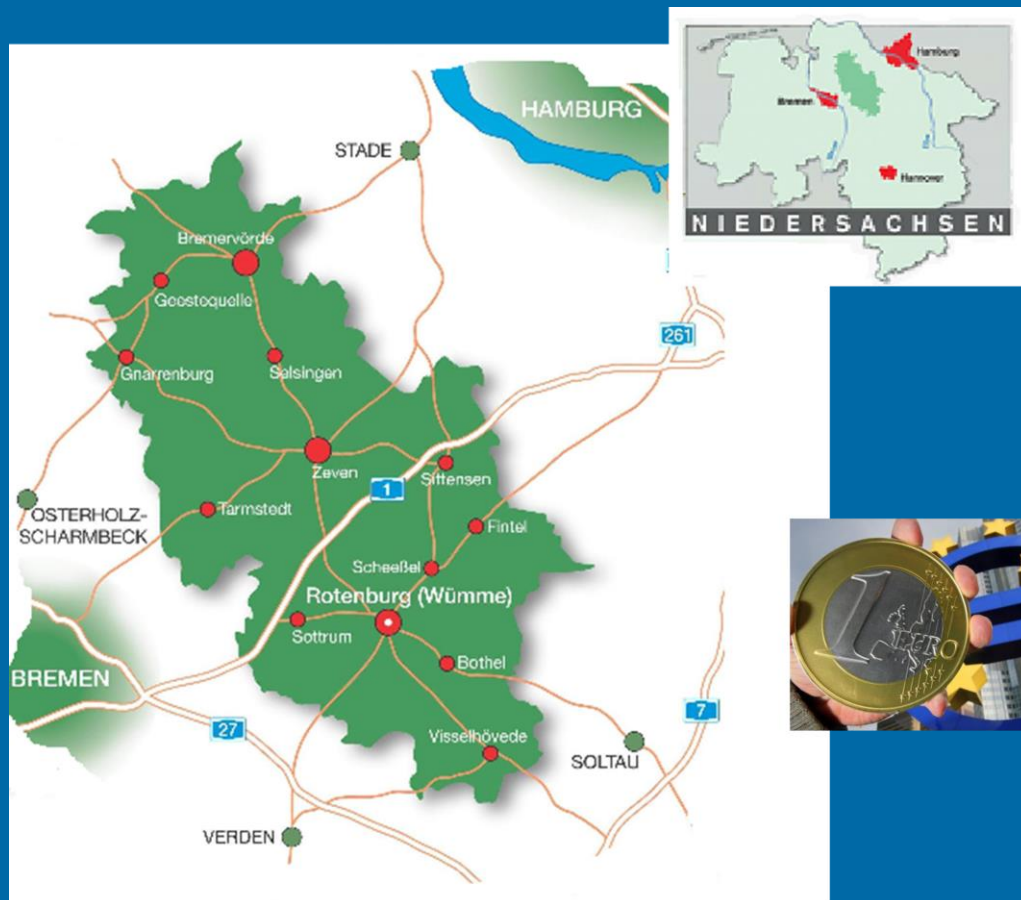 HAMBURG
STADE
Bremervörde
Geestequelle
261
Gnarrenburg
Selsingen
Zeven
Sittensen
1
OSTERHOLZ-
SCHARMBECK
Tarmstedt
Fintel
Scheeßel
Rotenburg (Wümme)
Sottrum
Bothel
BREMEN
27
7
Visselhövede
SOLTAU
VERDEN
Hamburg
Bremen
Hannover
NIEDERSACHSEN
1
EURO